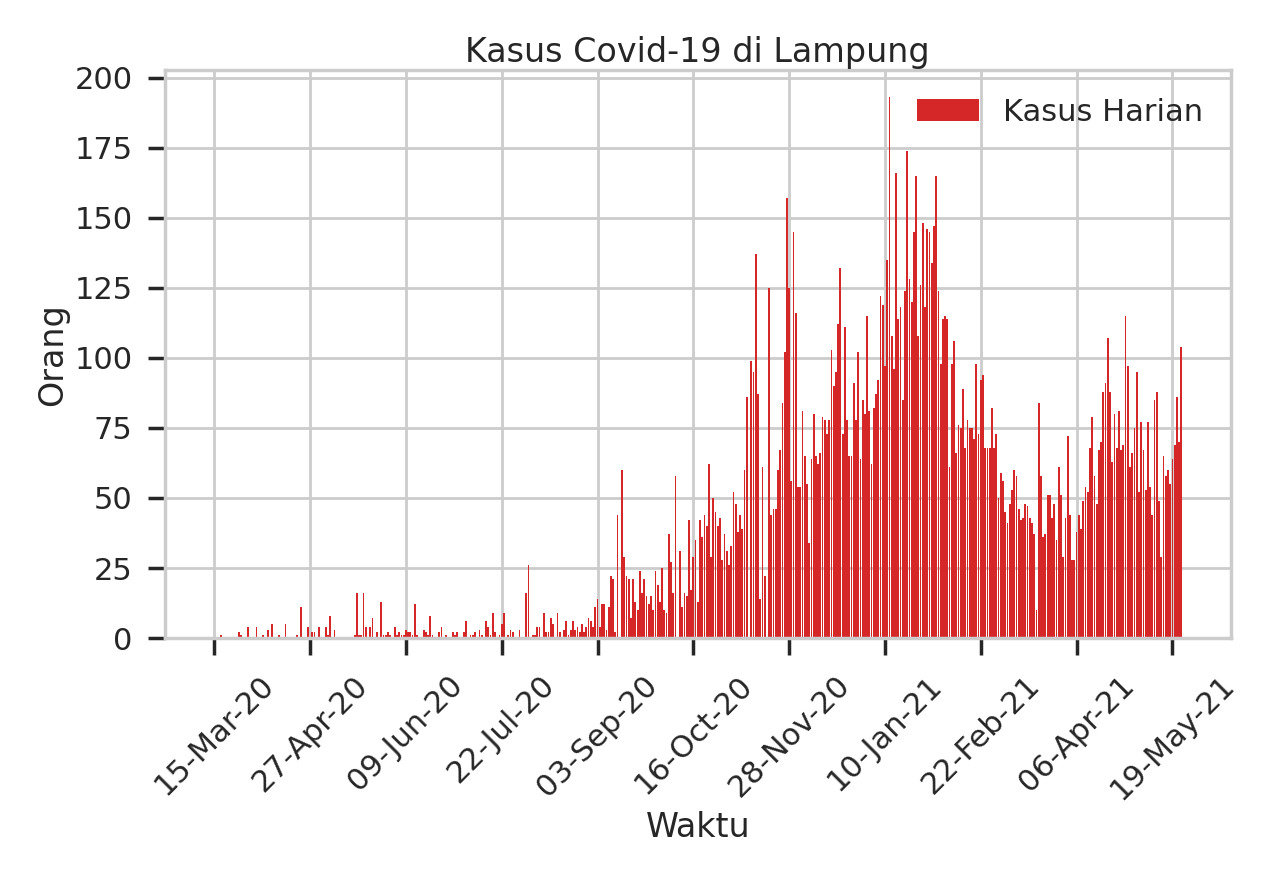 Kasus Covid-19 di Lampung
Kasus Harian
Orang
200
175
150
125
100
75
50
25
0
15-Mar-20
27-Apr-20
09-Jun-20
22-Jul-20
03-Sep-20
16-Oct-20
28-Nov-20
10-Jan-21
22-Feb-21
06-Apr-21
19-May-21
Waktu